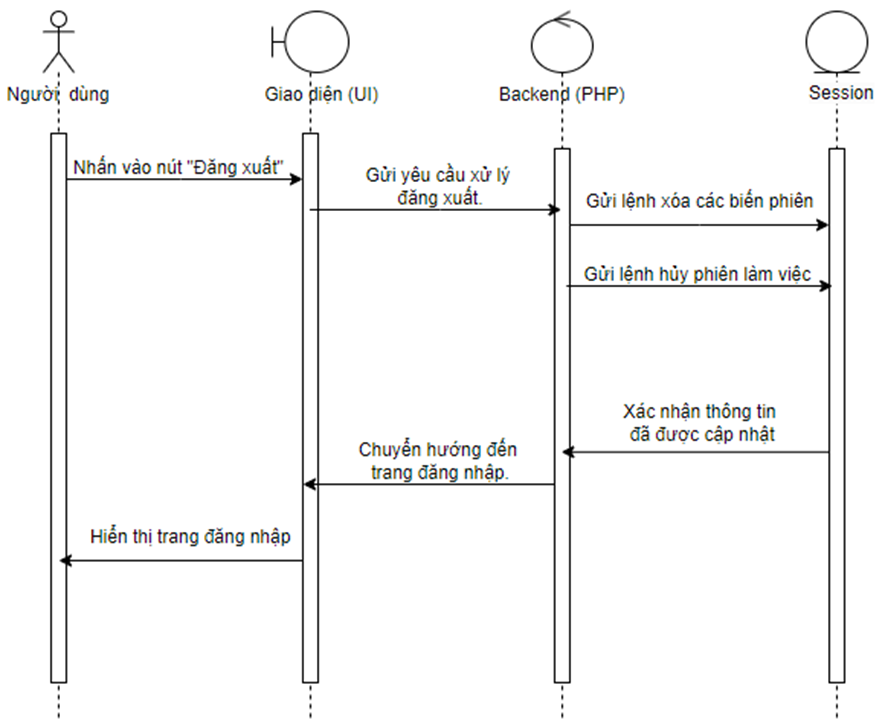 Người dùng
Giao diện (UI)
Backend (PHP)
Session
Nhấn vào nút "Đăng xuất"
Gửi yêu cầu xử lý
đăng xuất.
Gửi lệnh xóa các biến phiên
Gửi lệnh hủy phiên làm việc
Xác nhận thông tin
đã được cập nhật
Chuyển hướng đến
trang đăng nhập.
Hiển thị trang đăng nhập